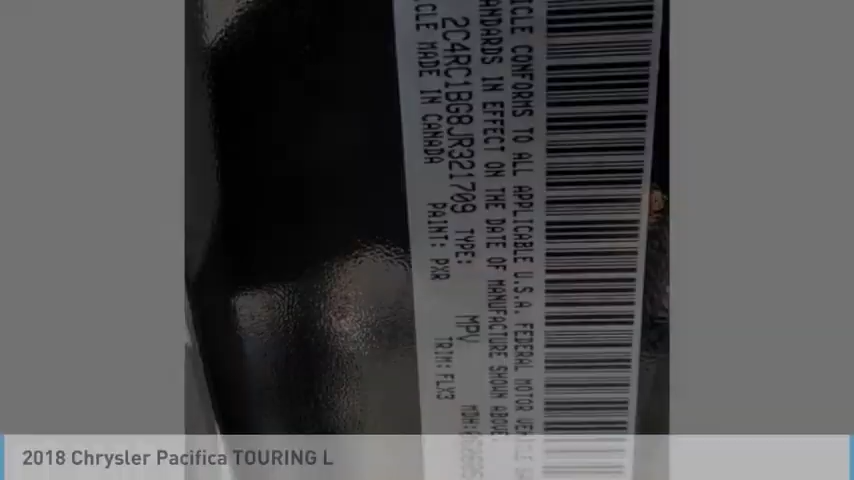 ICLE CONFORMS TO ALL APPLICABLE U.S.A. FEDERAL MOTOR
ANDARDS IN EFFECT ON THE DATE OF MANUFACTURE SHOWN ABOVE.
2C4RC1BG8JR321709 TYPE: MPV MDH:
CLE MADE IN CANADA PAINT: PXR TRIM: FLX3
2018 Chrysler Pacifica TOURING L